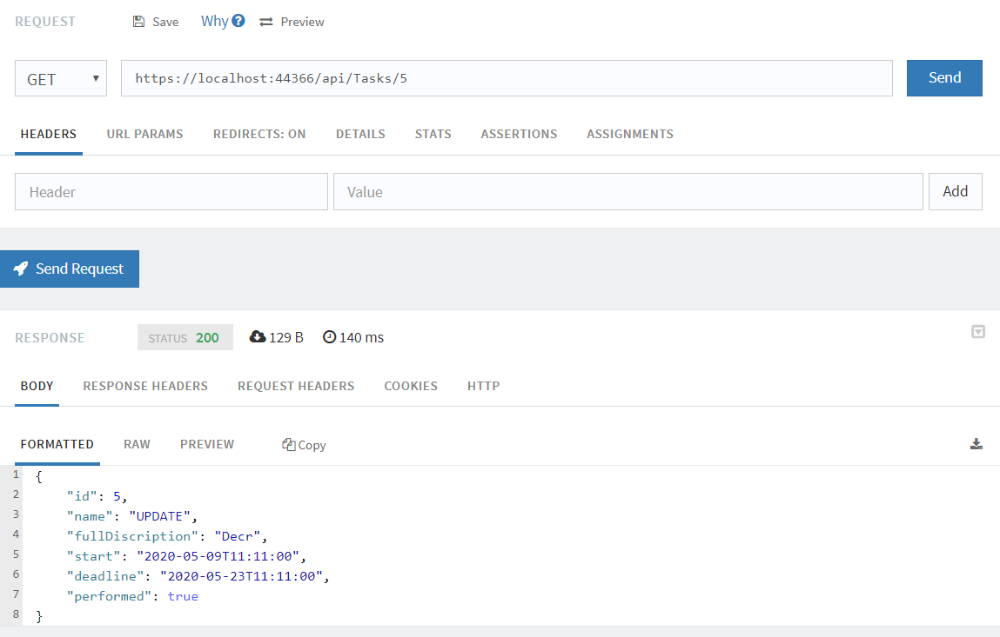 REQUEST Save Why Preview
GET https://localhost:44366/api/Tasks/5 Send
HEADERS URL PARAMS REDIRECTS: ON DETAILS STATS ASSERTIONS ASSIGNMENTS
Header Value Add
Send Request
RESPONSE STATUS 200 129 B 140 ms
BODY RESPONSE HEADERS REQUEST HEADERS COOKIES HTTP
FORMATTED RAW PREVIEW Copy
1 {
2 "id": 5,
3 "name": "UPDATE",
4 "fullDiscription": "Decr",
5 "start": "2020-05-09T11:11:00",
6 "deadline": "2020-05-23T11:11:00",
7 "performed": true
8 }